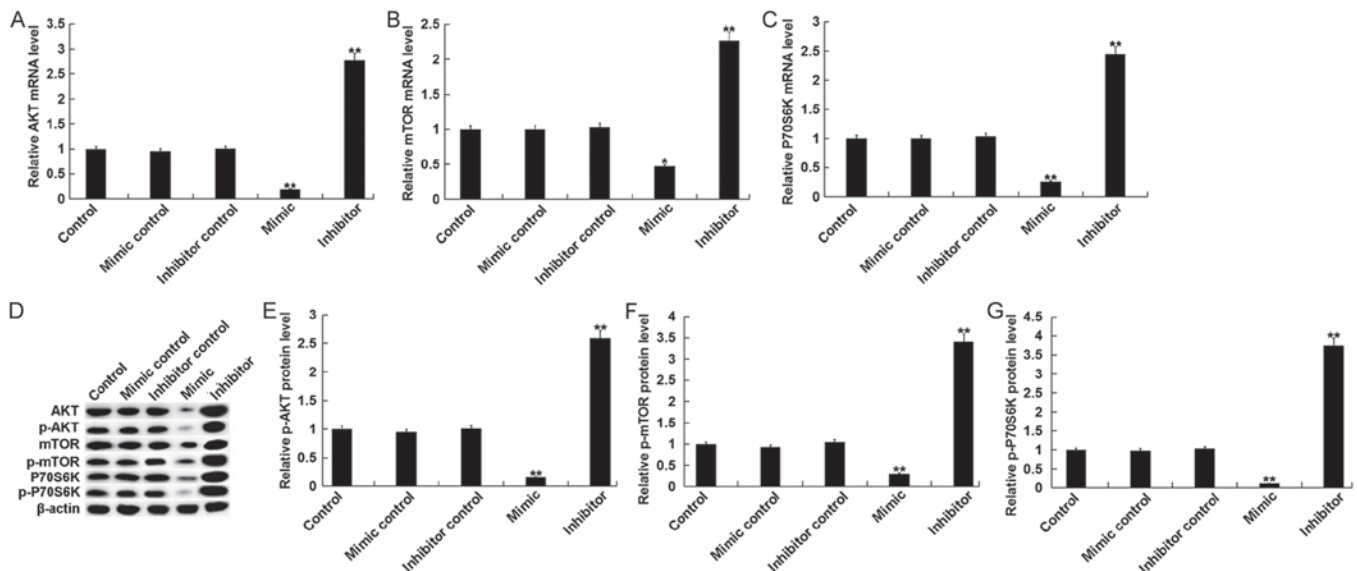 A
Relative AKT mRNA level
3.5
3
2.5
2
1.5
1
0.5
0
**
**
Control
Mimic control
Inhibitor control
Mimic
Inhibitor
B
Relative mTOR mRNA level
2.5
2
1.5
1
0.5
0
*
**
Control
Mimic control
Inhibitor control
Mimic
Inhibitor
C
Relative P70S6K mRNA level
3
2.5
2
1.5
1
0.5
0
**
**
Control
Mimic control
Inhibitor control
Mimic
Inhibitor
D
Control
Mimic control
Inhibitor control
Mimic
Inhibitor
AKT
p-AKT
mTOR
p-mTOR
P70S6K
p-P70S6K
β-actin
E
Relative p-AKT protein level
3
2.5
2
1.5
1
0.5
0
**
**
Control
Mimic control
Inhibitor control
Mimic
Inhibitor
F
Relative p-mTOR protein level
4
3.5
3
2.5
2
1.5
1
0.5
0
**
**
Control
Mimic control
Inhibitor control
Mimic
Inhibitor
G
Relative p-P70S6K protein level
4.5
4
3.5
3
2.5
2
1.5
1
0.5
0
**
**
Control
Mimic control
Inhibitor control
Mimic
Inhibitor